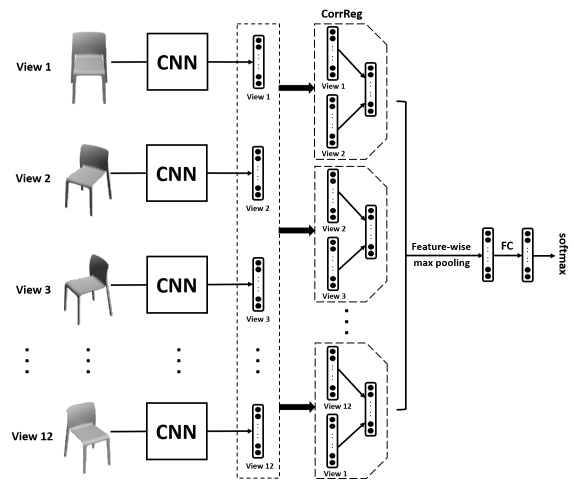 CorrReg
View 1
CNN
View 1
View 1
View 2
View 2
CNN
View 2
View 2
View 3
Feature-wise
max pooling
FC
softmax
View 3
CNN
View 3
View 12
View 1
View 12
CNN
View 12